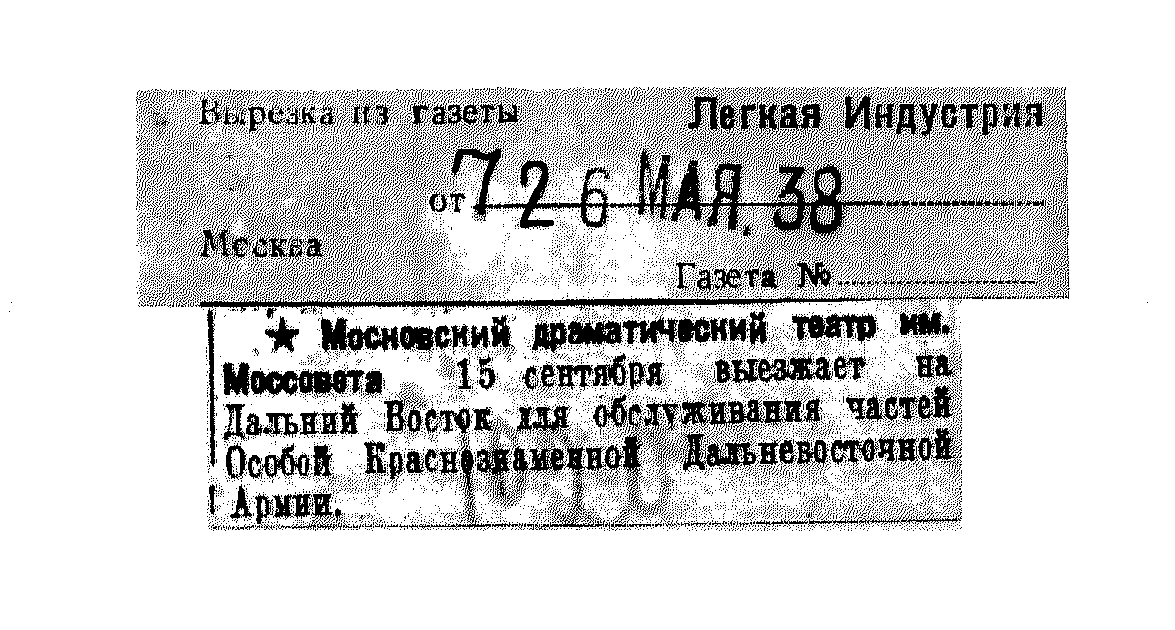 Вырезка из газеты Легкая Индустрия
от 7 26 МАЯ. 38
Москва
Газета №
★ Московский драматический театр им.
Моссовета 15 сентября выезжает на
Дальний Восток для обслуживания частей
Особой Краснознаменной Дальневосточной
Армии.